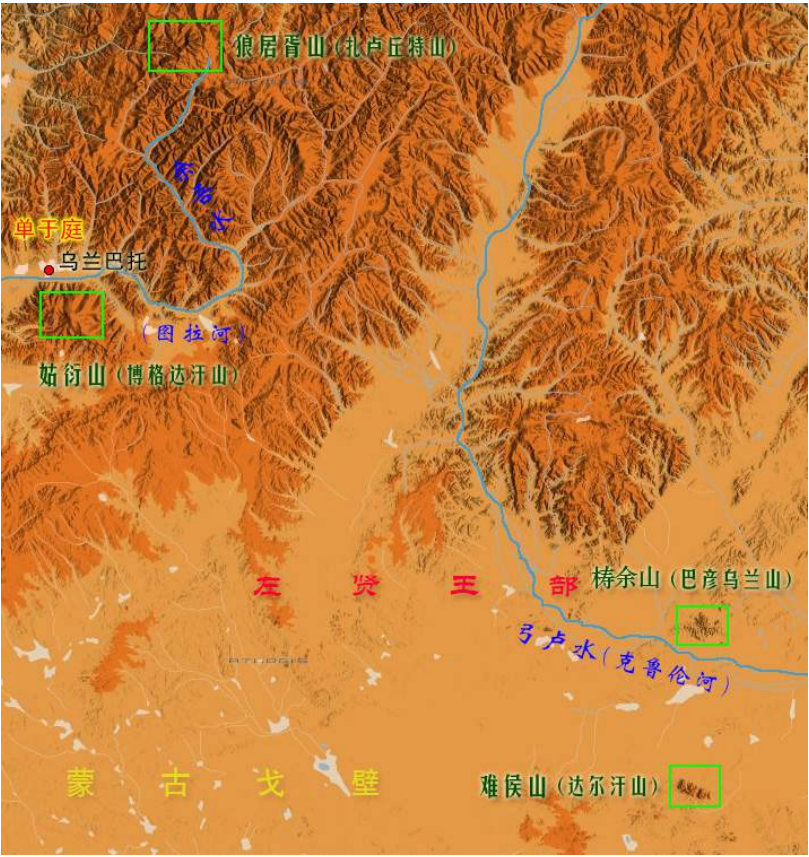 狼居胥山(扎卢丘特山)
单于庭
乌兰巴托
(图拉河)
姑衍山(博格达汗山)
左贤王部
梼余山(巴彦乌兰山)
弓卢水(克鲁伦河)
蒙古戈壁
难侯山(达尔汗山)